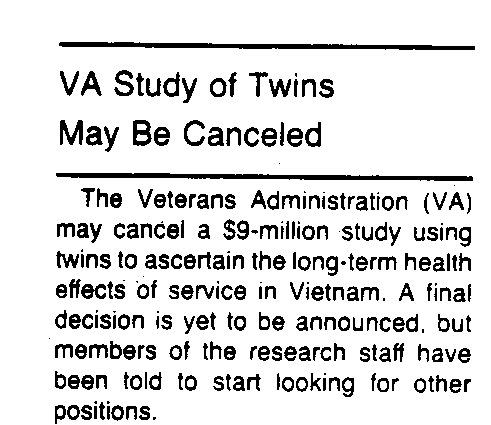 VA Study of Twins
May Be Canceled
The Veterans Administration (VA)
may cancel a $9-million study using
twins to ascertain the long-term health
effects of service in Vietnam. A final
decision is yet to be announced, but
members of the research staff have
been told to start looking for other
positions.